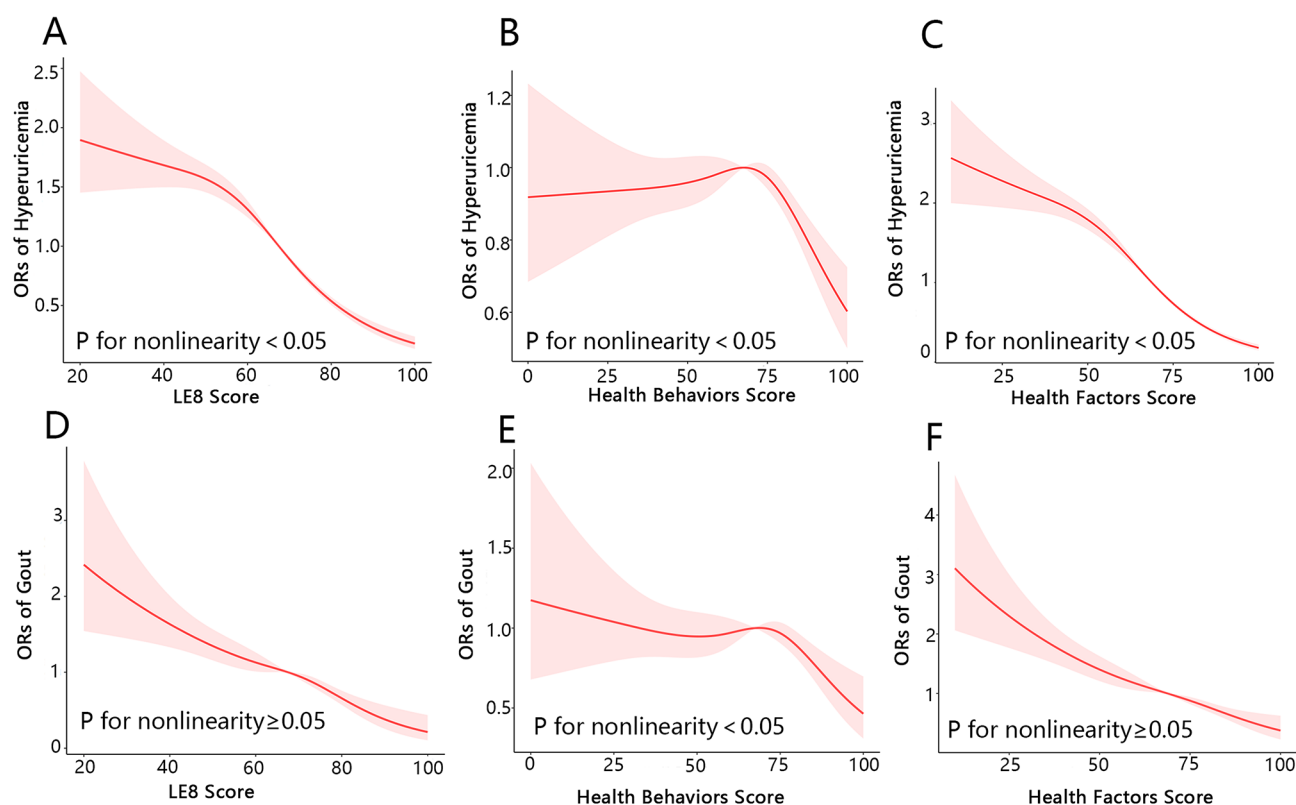 A
ORs of Hyperuricemia
2.5
2.0
1.5
1.0
0.5
P for nonlinearity < 0.05
20 40 60 80 100
LE8 Score
B
ORs of Hyperuricemia
1.2
1.0
0.8
0.6
P for nonlinearity < 0.05
0 25 50 75 100
Health Behaviors Score
C
ORs of Hyperuricemia
3
2
1
0
P for nonlinearity < 0.05
25 50 75 100
Health Factors Score
D
ORs of Gout
3
2
1
0
P for nonlinearity≥0.05
20 40 60 80 100
LE8 Score
E
ORs of Gout
2.0
1.5
1.0
0.5
P for nonlinearity < 0.05
0 25 50 75 100
Health Behaviors Score
F
ORs of Gout
4
3
2
1
P for nonlinearity≥0.05
25 50 75 100
Health Factors Score